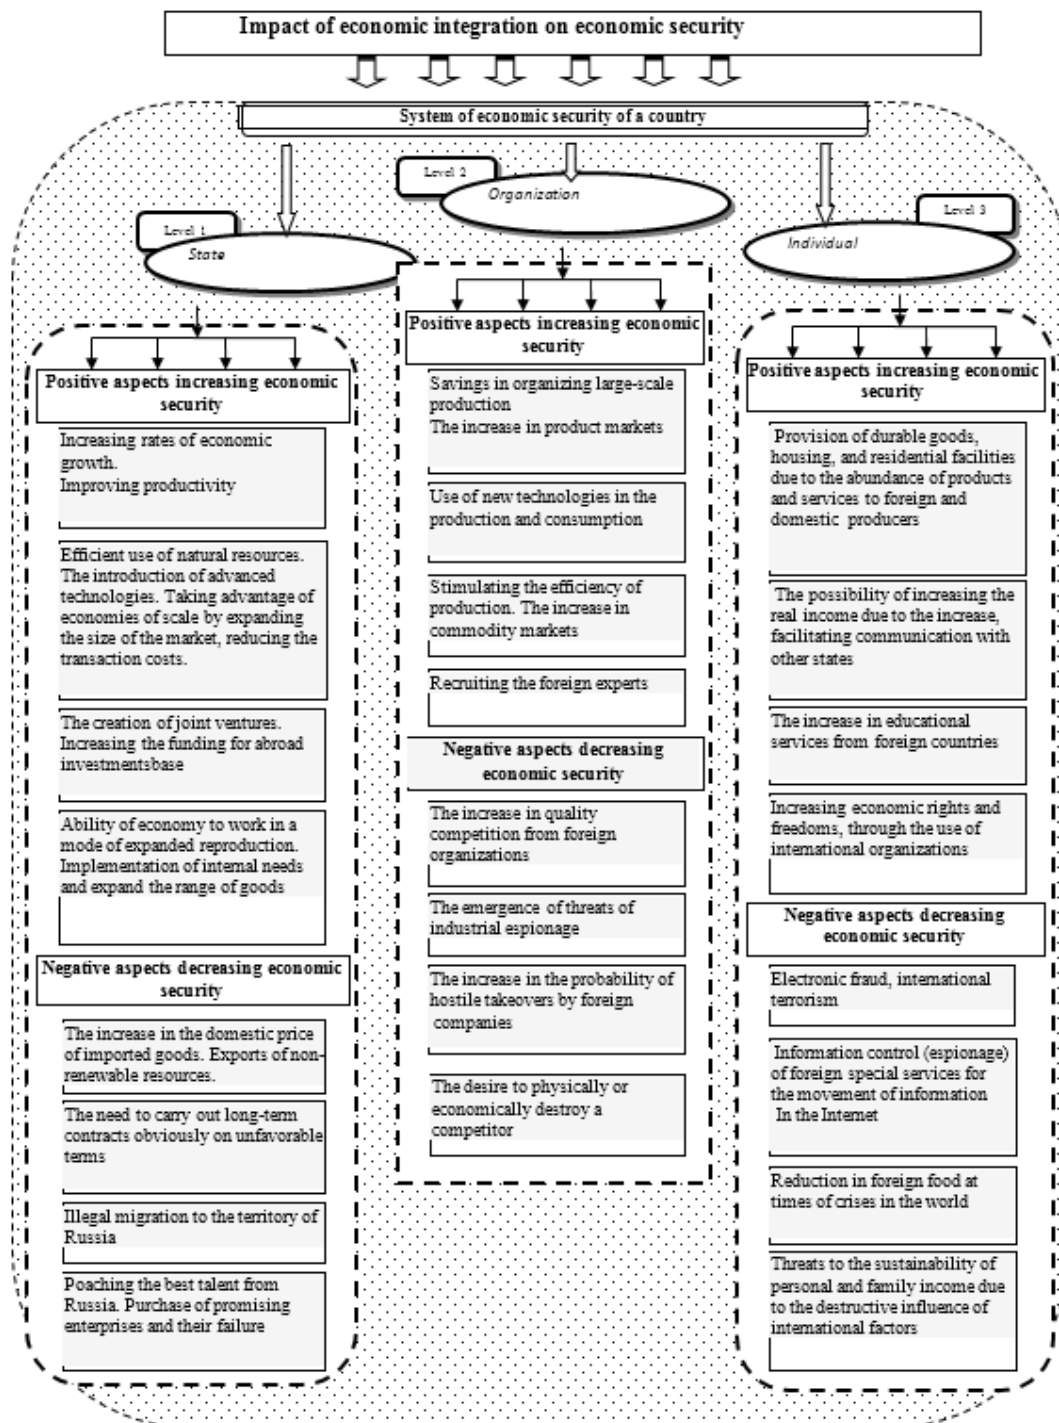 Impact of economic integration on economic security
System of economic security of a country
Level 1
State
Positive aspects increasing economic
security
Increasing rates of economic
growth.
Improving productivity
Efficient use of natural resources.
The introduction of advanced
technologies. Taking advantage of
economies of scale by expanding
the size of the market, reducing the
transaction costs.
The creation of joint ventures.
Increasing the funding for abroad
investmentsbase
Ability of economy to work in a
mode of expanded reproduction.
Implementation of internal needs
and expand the range of goods
Negative aspects decreasing economic
security
The increase in the domestic price
of imported goods. Exports of non-
renewable resources.
The need to carry out long-term
contracts obviously on unfavorable
terms
Illegal migration to the territory of
Russia
Poaching the best talent from
Russia. Purchase of promising
enterprises and their failure
Level 2
Organization
Positive aspects increasing economic
security
Savings in organizing large-scale
production
The increase in product markets
Use of new technologies in the
production and consumption
Stimulating the efficiency of
production. The increase in
commodity markets
Recruiting the foreign experts
Negative aspects decreasing
economic security
The increase in quality
competition from foreign
organizations
The emergence of threats of
industrial espionage
The increase in the probability of
hostile takeovers by foreign
companies
The desire to physically or
economically destroy a
competitor
Level 3
Individual
Positive aspects increasing economic
security
Provision of durable goods,
housing, and residential facilities
due to the abundance of products
and services to foreign and
domestic producers
The possibility of increasing the
real income due to the increase,
facilitating communication with
other states
The increase in educational
services from foreign countries
Increasing economic rights and
freedoms, through the use of
international organizations
Negative aspects decreasing
economic security
Electronic fraud, international
terrorism
Information control (espionage)
of foreign special services for
the movement of information
In the Internet
Reduction in foreign food at
times of crises in the world
Threats to the sustainability of
personal and family income due
to the destructive influence of
international factors